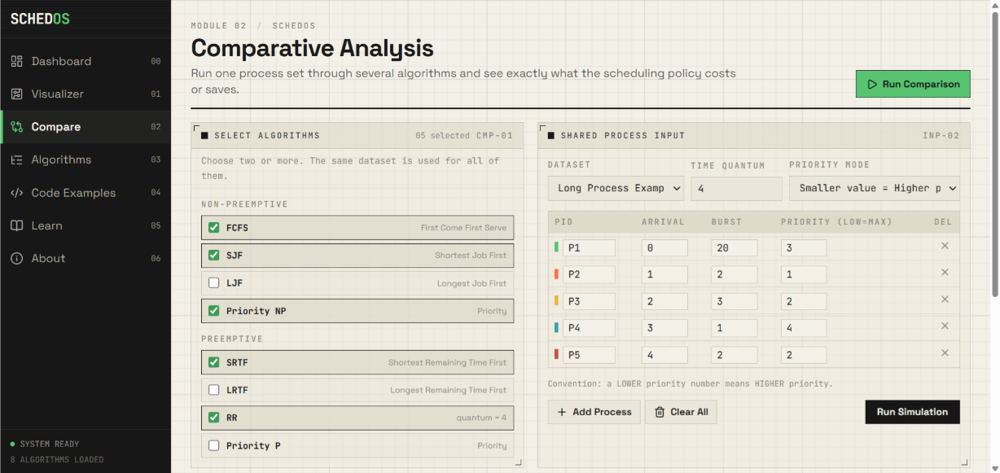 SCHEDOS
Dashboard 00
Visualizer 01
Compare 02
Algorithms 03
Code Examples 04
Learn 05
About 06
SYSTEM READY
8 ALGORITHMS LOADED
MODULE 02 / SCHEDOS
Comparative Analysis
Run one process set through several algorithms and see exactly what the scheduling policy costs
or saves.
Run Comparison
SELECT ALGORITHMS 05 selected CMP-01
Choose two or more. The same dataset is used for all of
them.
NON-PREEMPTIVE
FCFS First Come First Serve
SJF Shortest Job First
LJF Longest Job First
Priority NP Priority
PREEMPTIVE
SRTF Shortest Remaining Time First
LRTF Longest Remaining Time First
RR quantum = 4
Priority P Priority
SHARED PROCESS INPUT INP-02
DATASET TIME QUANTUM PRIORITY MODE
Long Process Examp 4 Smaller value = Higher p
PID ARRIVAL BURST PRIORITY (LOW=MAX) DEL
P1 0 20 3
P2 1 2 1
P3 2 3 2
P4 3 1 4
P5 4 2 2
Convention: a LOWER priority number means HIGHER priority.
Add Process Clear All Run Simulation